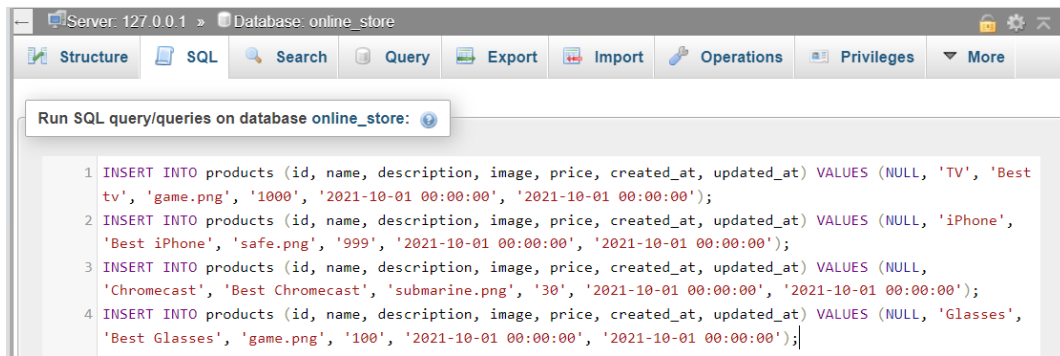 Server: 127.0.0.1 » Database: online_store
Structure SQL Search Query Export Import Operations Privileges More
Run SQL query/queries on database online_store:
1 INSERT INTO products (id, name, description, image, price, created_at, updated_at) VALUES (NULL, 'TV', 'Best
tv', 'game.png', '1000', '2021-10-01 00:00:00', '2021-10-01 00:00:00');
2 INSERT INTO products (id, name, description, image, price, created_at, updated_at) VALUES (NULL, 'iPhone',
'Best iPhone', 'safe.png', '999', '2021-10-01 00:00:00', '2021-10-01 00:00:00');
3 INSERT INTO products (id, name, description, image, price, created_at, updated_at) VALUES (NULL,
'Chromecast', 'Best Chromecast', 'submarine.png', '30', '2021-10-01 00:00:00', '2021-10-01 00:00:00');
4 INSERT INTO products (id, name, description, image, price, created_at, updated_at) VALUES (NULL, 'Glasses',
'Best Glasses', 'game.png', '100', '2021-10-01 00:00:00', '2021-10-01 00:00:00');